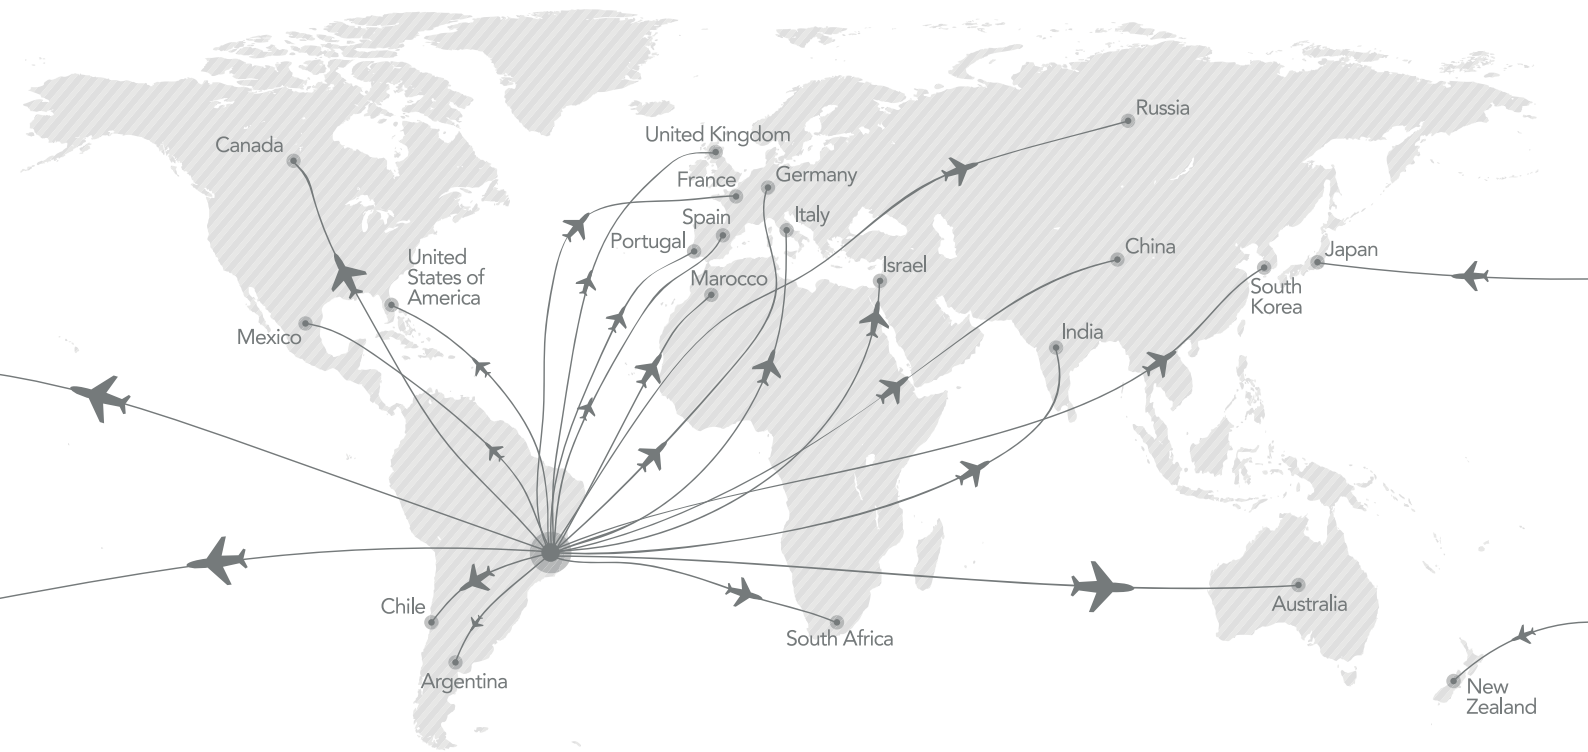 Russia
United Kingdom
Canada
Germany
France
Italy
Spain
Portugal
China
Japan
United
States of
America
Israel
Marocco
South
Korea
India
Mexico
Chile
Australia
South Africa
Argentina
New
Zealand